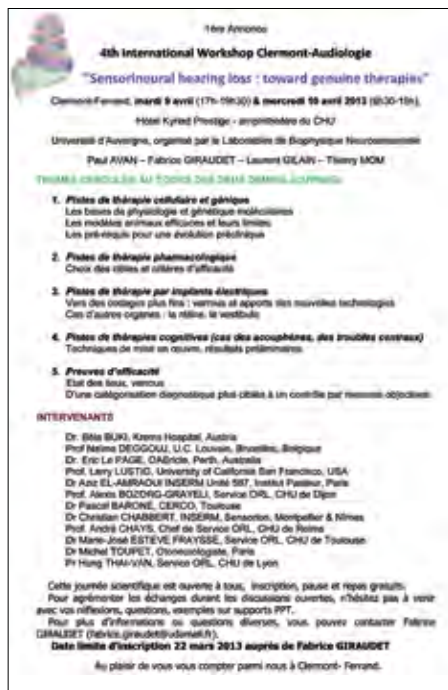 1ère Annonce
4th International Workshop Clermont-Audiologie
"Sensorinoural hearing loss : toward genuine therapies"
Clermont-Ferrand, mardi 9 avril (17h-19h30) & mercredi 10 avril 2013 (8h30-18h),
Hotel Kyriad Prestige - amphithéâtre du CHU
Université d'Auvergne, organisé par le Laboratoire de Biophysique Neurosensorielle
Paul AVAN – Fabrice GIRAUDET – Laurent GILAIN – Thierry MOM
DEUX
1. Pistes de thérapie cellulaire et génique
Les bases de physiologie et génétique moléculaires
Les modèles animaux efficaces et leurs limites
Les pré-requis pour une évolution préclinique
2. Pistes de thérapie pharmacologique
Choix des cibles et critères d'efficacité
3. Pistes de thérapie par implants électriques
Vers des codages plus fins : verrous et apports des nouvelles technologies
Cas d'autres organes : la rétine, le vestibule
4. Pistes de thérapies cognitives (cas des acouphènes, des troubles centraux)
Techniques de mise en œuvre, résultats préliminaires
5. Preuves d'efficacité
Etat des lieux, verrous
D'une catégorisation diagnostique plus ciblée à un contrôle par mesures objectives
INTERVENANTS
Dr. Béla BUKI, Krems Hospital, Austria
Prof Naïma DEGGOUJ, U.C. Louvain, Bruxelles, Belgique
Dr. Eric Le PAGE, OAEricle, Perth, Australia
Prof. Larry LUSTIG, University of California San Francisco, USA
Dr Aziz EL-AMRAOUI INSERM Unité 587, Institut Pasteur, Paris
Prof. Alexis BOZORG-GRAYELI, Service ORL, CHU de Dijon
Dr Pascal BARONE, CERCO, Toulouse
Dr Christian CHABBERT, INSERM, Sensorion, Montpellier & Nîmes
Prof. André CHAYS, Chef de Service ORL, CHU de Reims
Dr Marie-José ESTEVE FRAYSSE, Service ORL, CHU de Toulouse
Dr Michel TOUPET, Otoneurologiste, Paris
Pr Hung THAI-VAN, Service ORL, CHU de Lyon
Cette journée scientifique est ouverte à tous, inscription, pause et repas gratuits.
Pour agrémenter les échanges durant les discussions ouvertes, n'hésitez pas à venir
avec vos réflexions, questions, exemples sur supports PPT.
Pour plus d'informations ou questions diverses, vous pouvez contacter Fabrice
GIRAUDET (fabrice.giraudet@udamail.fr).
Date limite d'inscription 22 mars 2013 auprès de Fabrice GIRAUDET
Au plaisir de vous vous compter parmi nous à Clermont- Ferrand.